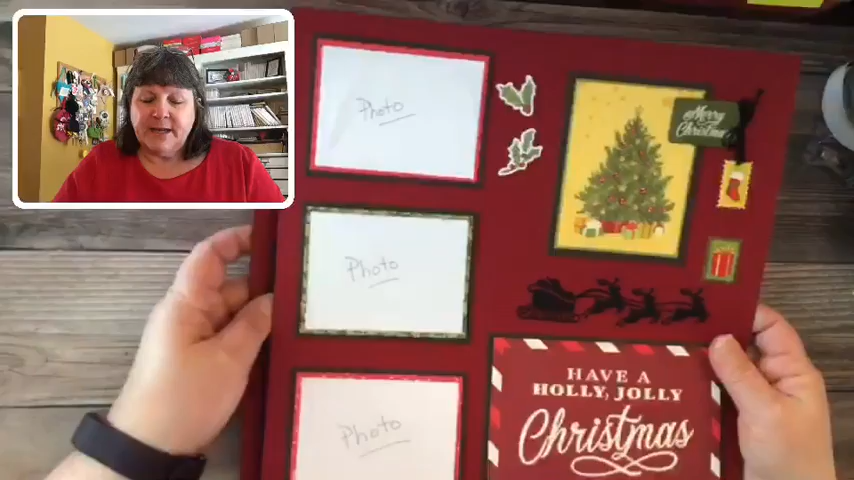 Photo
Merry
Christmas
Photo
Photo
HAVE A
HOLLY, JOLLY
Christmas